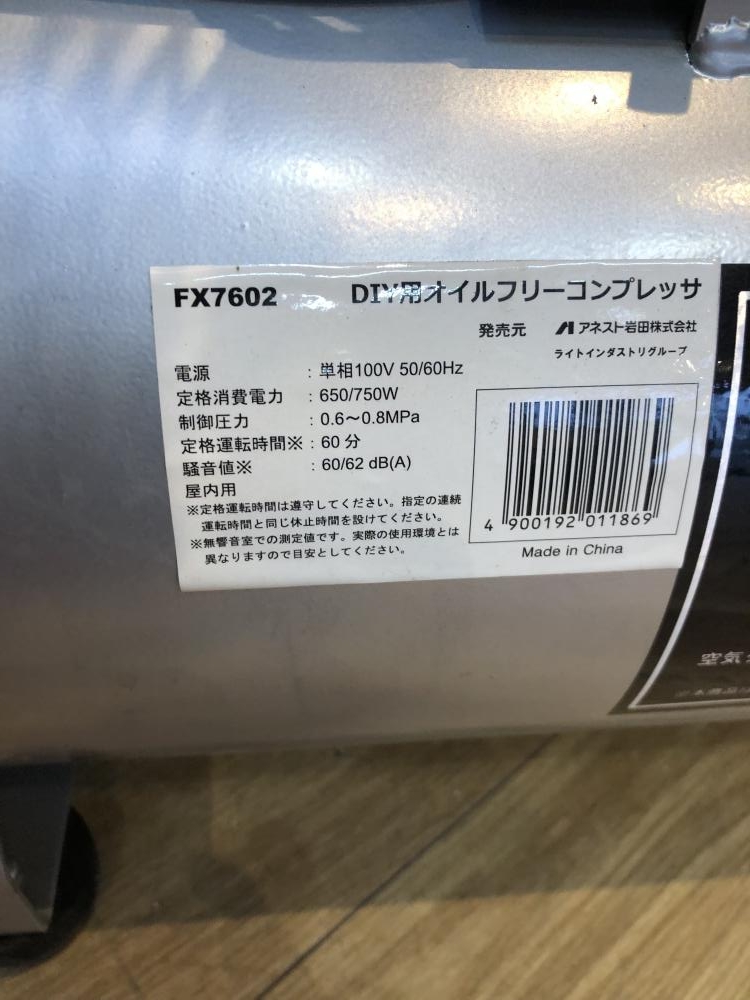 FX7602 DIY用オイルフリーコンプレッサ
発売元 アネスト岩田株式会社
ライトインダストリグループ
電源 : 単相100V 50/60Hz
定格消費電力 : 650/750W
制御圧力 : 0.6～0.8MPa
定格運転時間※ : 60 分
騒音値※ : 60/62 dB(A)
屋内用
※定格運転時間は遵守してください。指定の連続
運転時間と同じ休止時間を設けてください。
※無響音室での測定値です。実際の使用環境とは
異なりますので目安としてください。
4 900192 011869
Made in China
空気